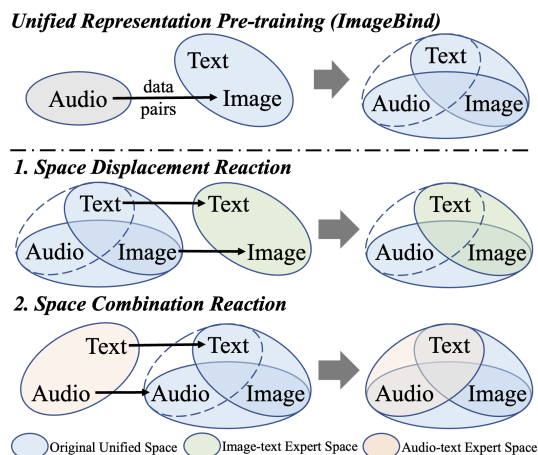 Unified Representation Pre-training (ImageBind)
Text
Audio
data
pairs
Image
Text
Audio
Image
1. Space Displacement Reaction
Text
Audio
Image
Text
Image
Text
Audio
Image
2. Space Combination Reaction
Text
Audio
Text
Audio
Image
Text
Audio
Image
Original Unified Space
Image-text Expert Space
Audio-text Expert Space